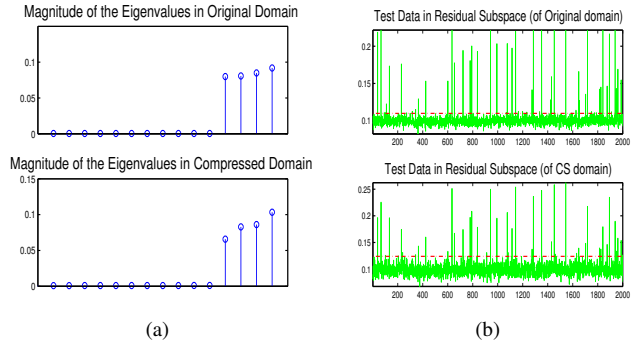 Magnitude of the Eigenvalues in Original Domain
0.1
0.05
0
Magnitude of the Eigenvalues in Compressed Domain
0.15
0.1
0.05
0
(a)
Test Data in Residual Subspace (of Original domain)
0.2
0.15
0.1
200 400 600 800 1000 1200 1400 1600 1800 2000
Test Data in Residual Subspace (of CS domain)
0.25
0.2
0.15
0.1
200 400 600 800 1000 1200 1400 1600 1800 2000
(b)